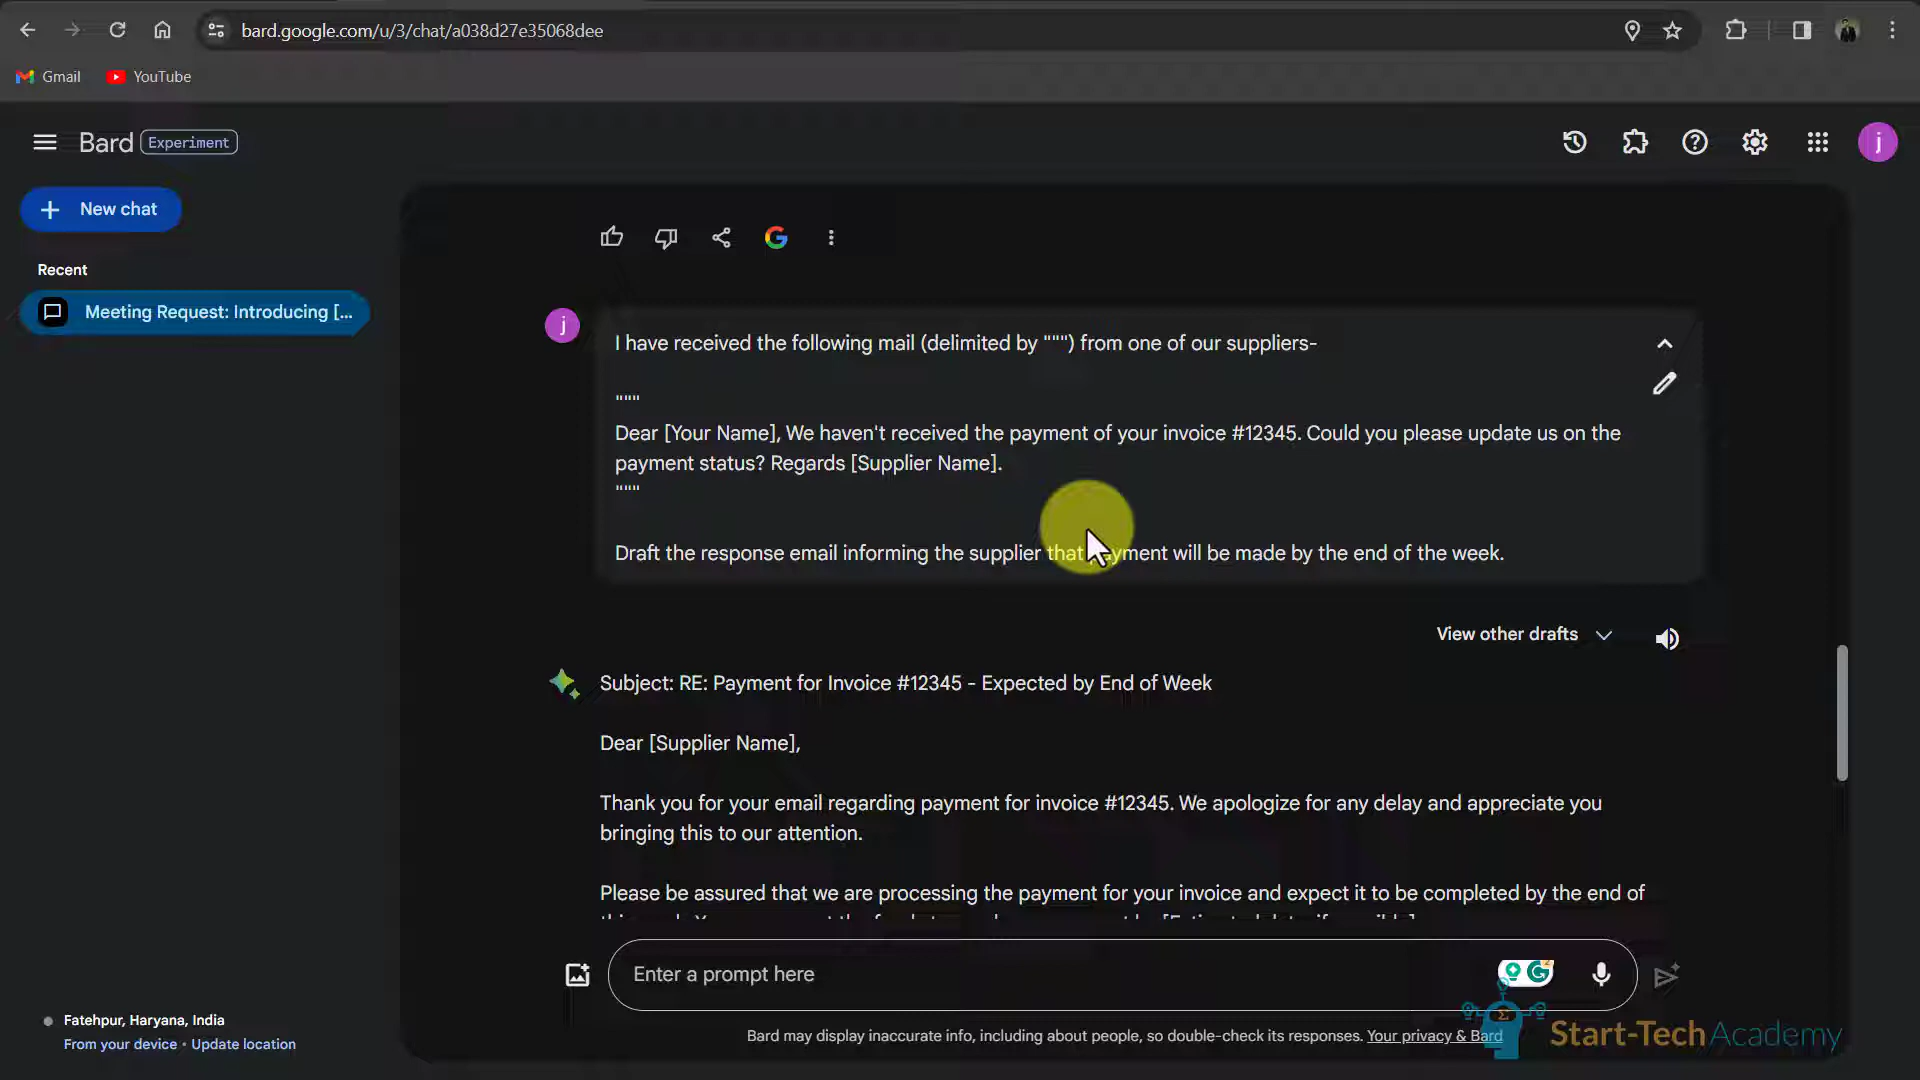 bard.google.com/u/3/chat/a038d27e35068dee
Gmail
YouTube
Bard
Experiment
j
New chat
Recent
Meeting Request: Introducing [...
j
I have received the following mail (delimited by """) from one of our suppliers-
"""
Dear [Your Name], We haven't received the payment of your invoice #12345. Could you please update us on the
payment status? Regards [Supplier Name].
"""
Draft the response email informing the supplier that payment will be made by the end of the week.
View other drafts
Subject: RE: Payment for Invoice #12345 - Expected by End of Week
Dear [Supplier Name],
Thank you for your email regarding payment for invoice #12345. We apologize for any delay and appreciate you
bringing this to our attention.
Please be assured that we are processing the payment for your invoice and expect it to be completed by the end of
Enter a prompt here
Fatehpur, Haryana, India
From your device • Update location
Bard may display inaccurate info, including about people, so double-check its responses. Your privacy & Bard
Start-Tech Academy